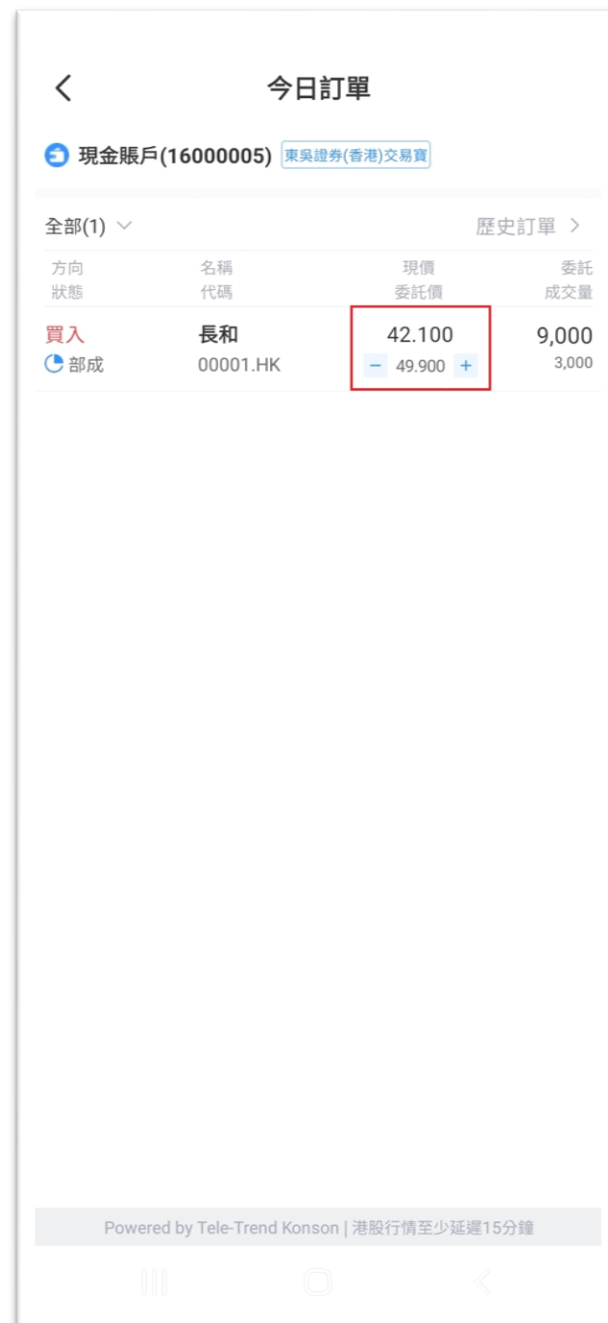 今日訂單
現金賬戶(16000005) 東吳證券(香港)交易寶
全部(1) 歷史訂單
方向 名稱 現價 委託
狀態 代碼 委託價 成交量
買入 長和 42.100 9,000
部成 00001.HK − 49.900 + 3,000
Powered by Tele-Trend Konson | 港股行情至少延遲15分鐘